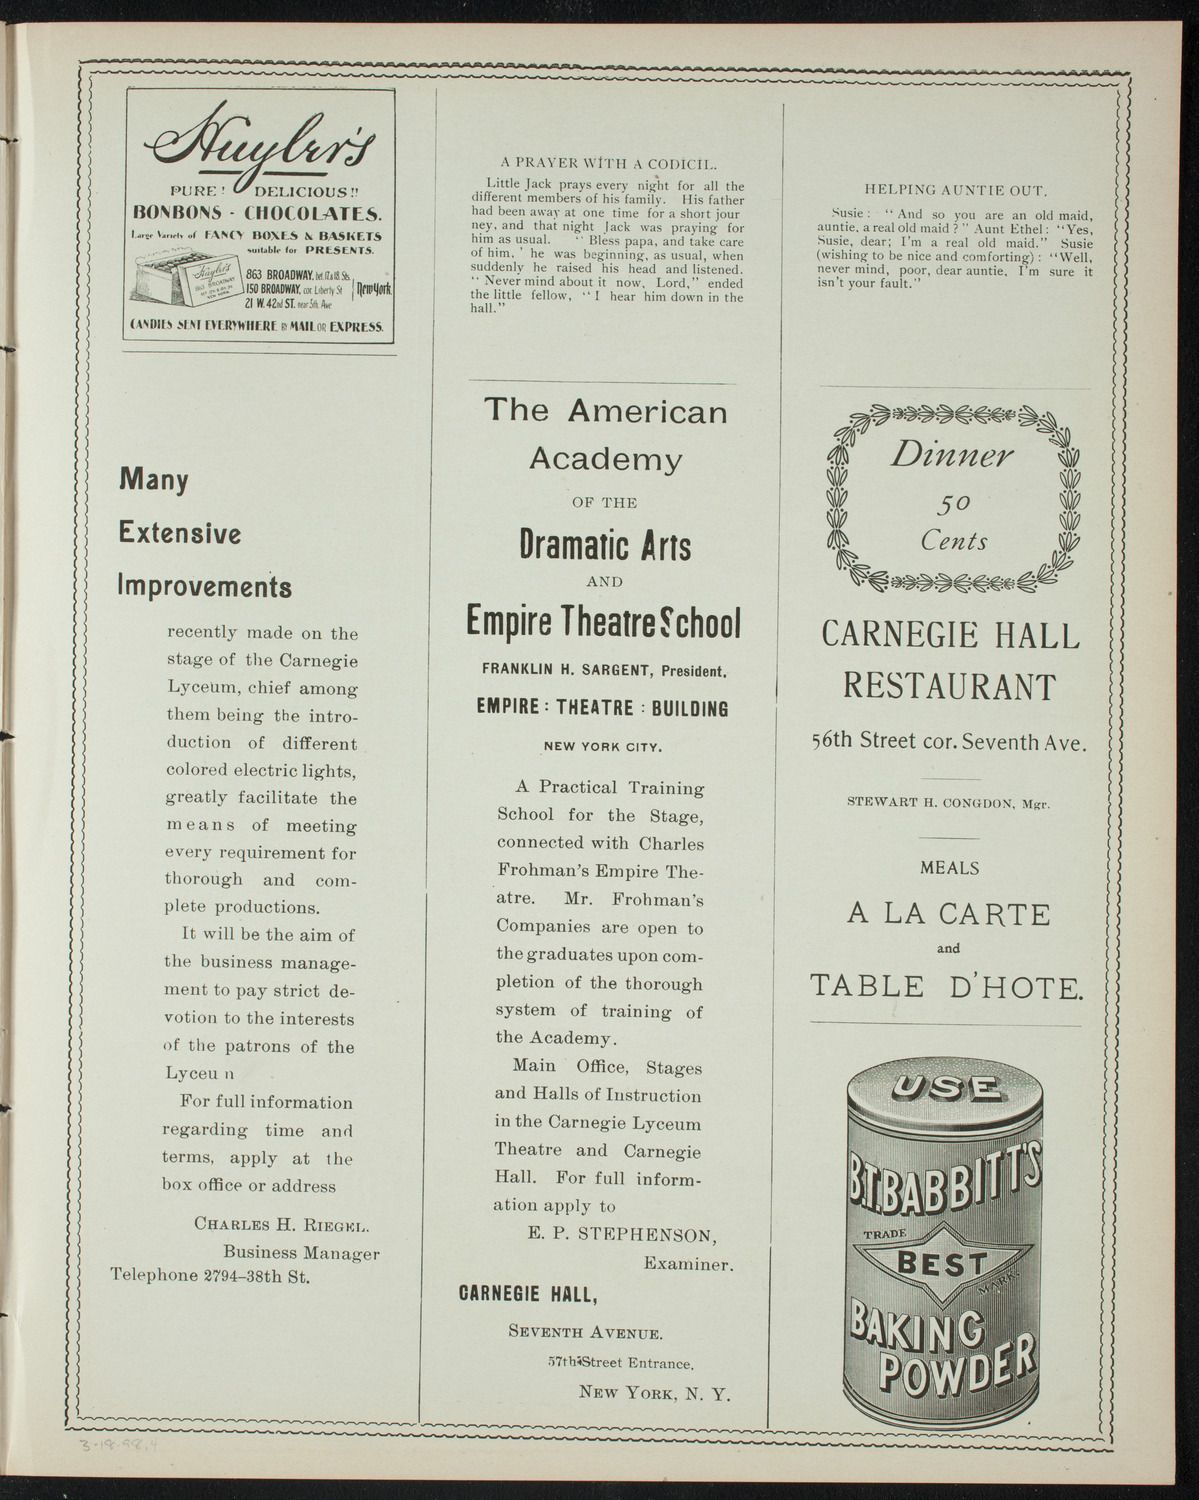 Huyler's
PURE! DELICIOUS!!
BONBONS - CHOCOLATES.
Large Variety of FANCY BOXES & BASKETS
suitable for PRESENTS.
Huyler's
863 BROADWAY
NEW YORK
863 BROADWAY, bet. 17 & 18. Sts.
150 BROADWAY, cor Liberty St
21 W. 42nd ST. near 5th. Ave
New York.
CANDIES SENT EVERYWHERE BY MAIL OR EXPRESS.
Many
Extensive
Improvements
recently made on the
stage of the Carnegie
Lyceum, chief among
them being the intro-
duction of different
colored electric lights,
greatly facilitate the
means of meeting
every requirement for
thorough and com-
plete productions.
It will be the aim of
the business manage-
ment to pay strict de-
votion to the interests
of the patrons of the
Lyceu n
For full information
regarding time and
terms, apply at the
box office or address
CHARLES H. RIEGEL.
Business Manager
Telephone 2794–38th St.
A PRAYER WITH A CODICIL.
Little Jack prays every night for all the
different members of his family. His father
had been away at one time for a short jour
ney, and that night Jack was praying for
him as usual. "Bless papa, and take care
of him,' he was beginning, as usual, when
suddenly he raised his head and listened.
"Never mind about it now, Lord," ended
the little fellow, "I hear him down in the
hall."
The American
Academy
OF THE
Dramatic Arts
AND
Empire Theatre School
FRANKLIN H. SARGENT, President,
EMPIRE : THEATRE : BUILDING
NEW YORK CITY.
A Practical Training
School for the Stage,
connected with Charles
Frohman's Empire The-
atre. Mr. Frohman's
Companies are open to
the graduates upon com-
pletion of the thorough
system of training of
the Academy.
Main Office, Stages
and Halls of Instruction
in the Carnegie Lyceum
Theatre and Carnegie
Hall. For full inform-
ation apply to
E. P. STEPHENSON,
Examiner.
CARNEGIE HALL,
SEVENTH AVENUE.
57th Street Entrance,
NEW YORK, N. Y.
HELPING AUNTIE OUT.
Susie: "And so you are an old maid,
auntie, a real old maid?" Aunt Ethel: "Yes,
Susie, dear; I'm a real old maid." Susie
(wishing to be nice and comforting): "Well,
never mind, poor, dear auntie, I'm sure it
isn't your fault."
Dinner
50
Cents
CARNEGIE HALL
RESTAURANT
56th Street cor. Seventh Ave.
STEWART H. CONGDON, Mgr.
MEALS
A LA CARTE
and
TABLE D'HOTE.
USE
B.T. BABBITT'S
TRADE
BEST
MARK.
BAKING
POWDER